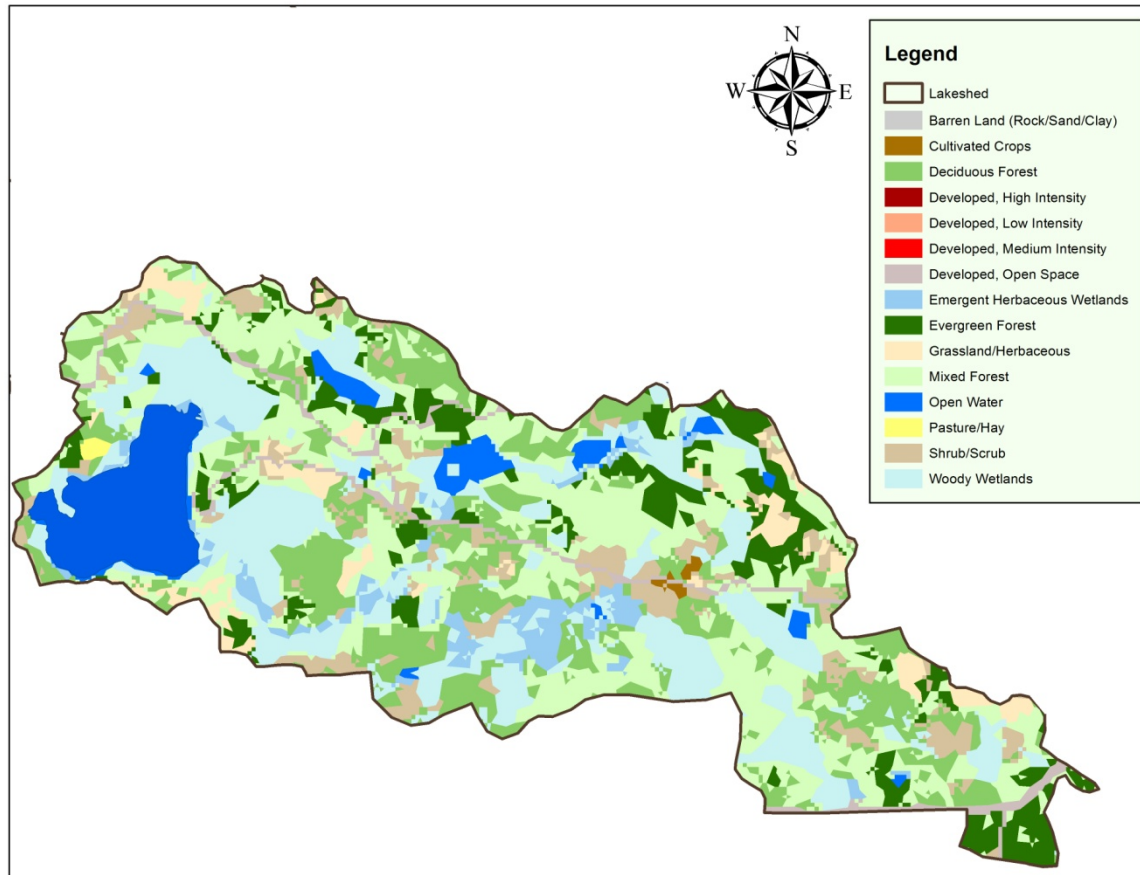 N
W E
S
Legend
Lakeshed
Barren Land (Rock/Sand/Clay)
Cultivated Crops
Deciduous Forest
Developed, High Intensity
Developed, Low Intensity
Developed, Medium Intensity
Developed, Open Space
Emergent Herbaceous Wetlands
Evergreen Forest
Grassland/Herbaceous
Mixed Forest
Open Water
Pasture/Hay
Shrub/Scrub
Woody Wetlands